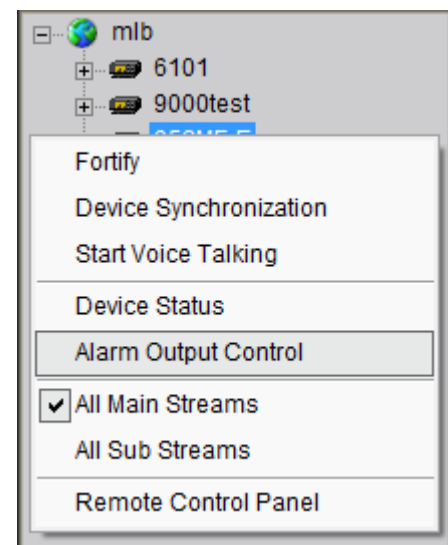 mlb
6101
9000test
Fortify
Device Synchronization
Start Voice Talking
Device Status
Alarm Output Control
All Main Streams
All Sub Streams
Remote Control Panel